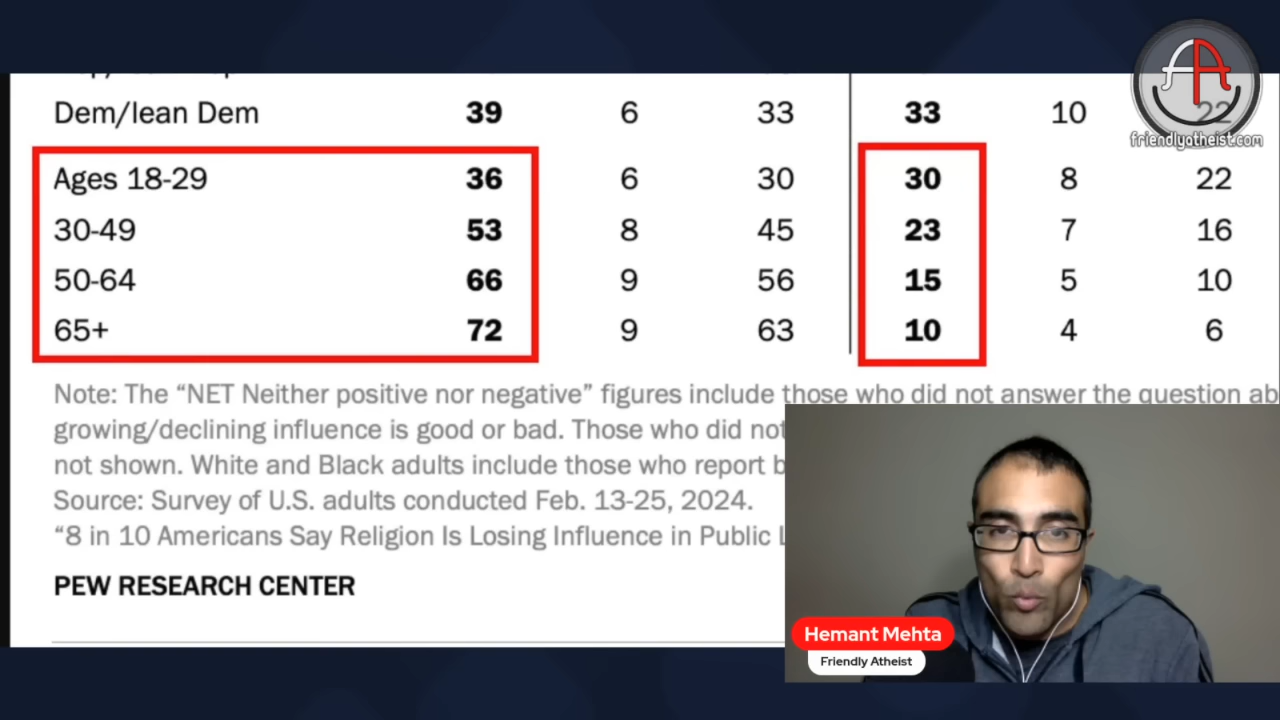 Dem/lean Dem 39 6 33 33 10 22
friendlyatheist.com
Ages 18-29 36 6 30 30 8 22
30-49 53 8 45 23 7 16
50-64 66 9 56 15 5 10
65+ 72 9 63 10 4 6
Note: The “NET Neither positive nor negative” figures include those who did not answer the question ab
growing/declining influence is good or bad. Those who did not
not shown. White and Black adults include those who report b
Source: Survey of U.S. adults conducted Feb. 13-25, 2024.
“8 in 10 Americans Say Religion Is Losing Influence in Public L
PEW RESEARCH CENTER
Hemant Mehta
Friendly Atheist